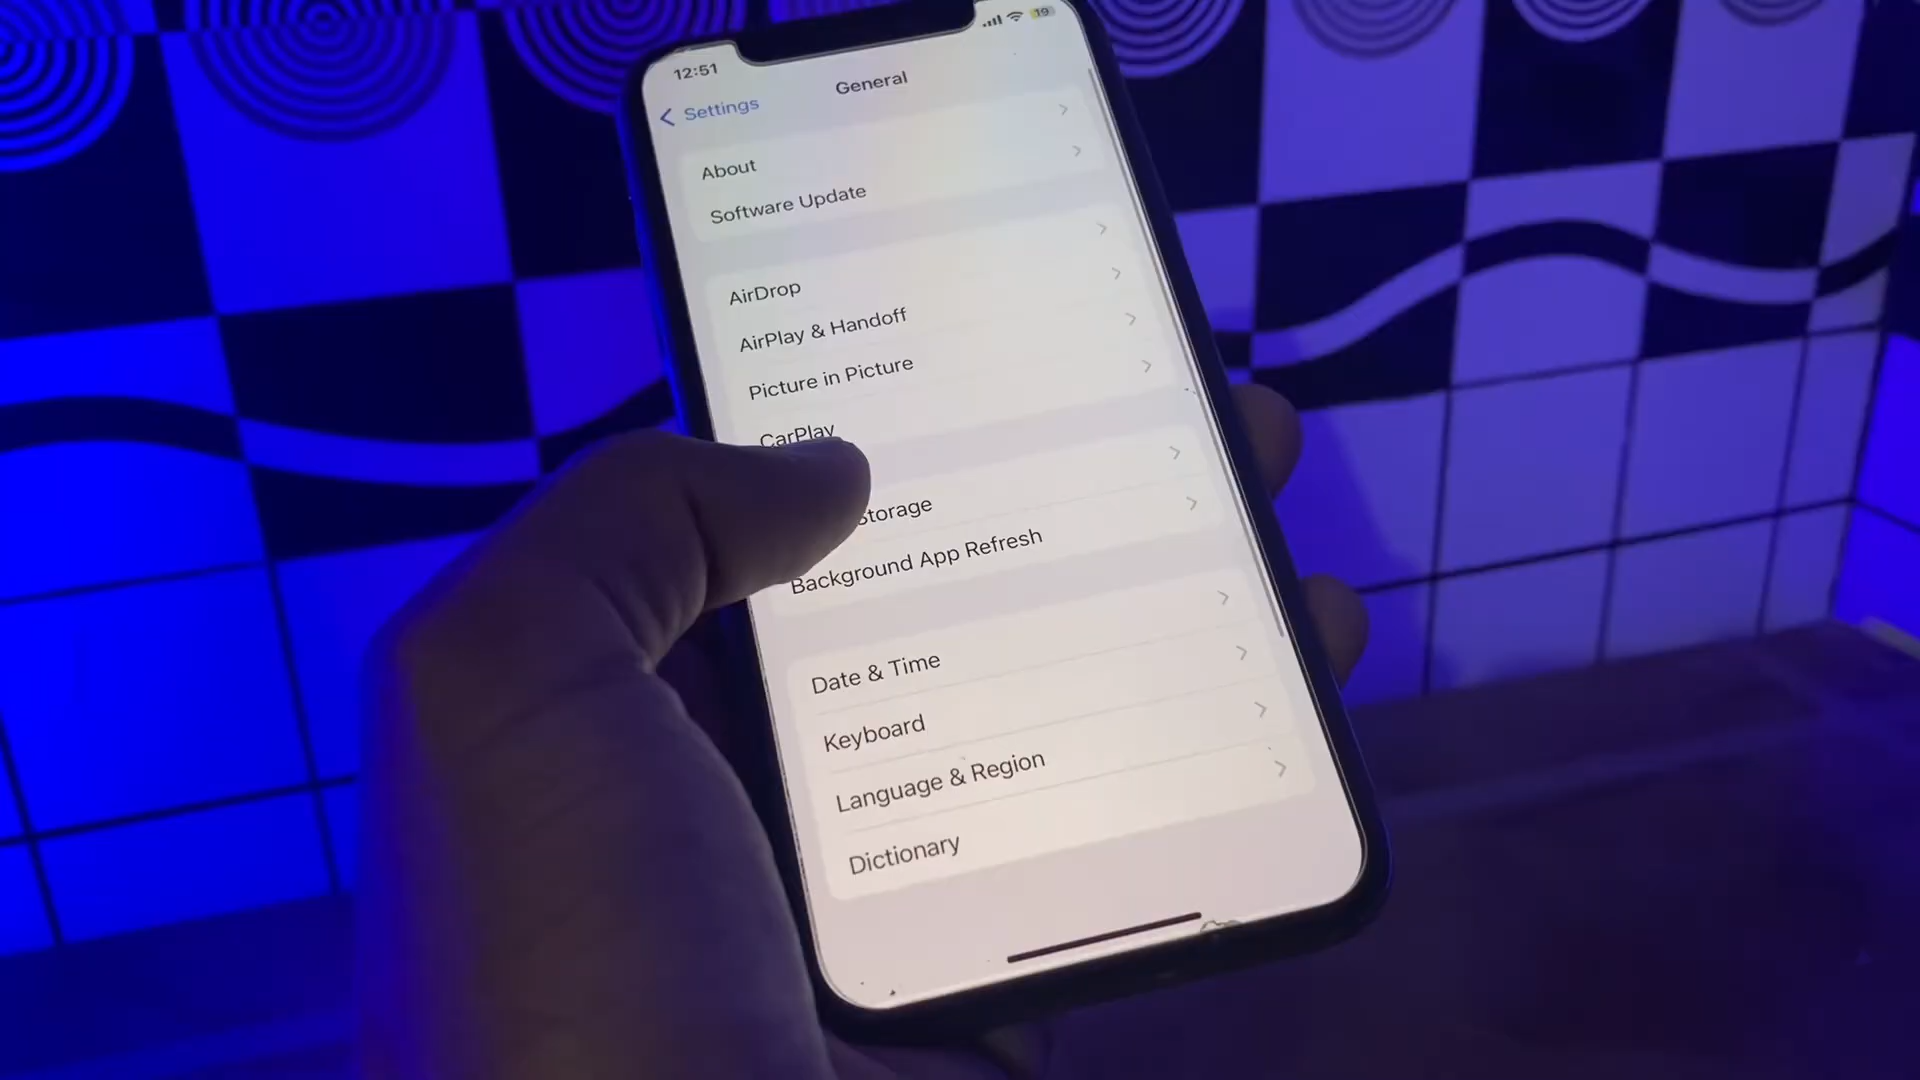 12:51
19
Settings
General
About
Software Update
AirDrop
AirPlay & Handoff
Picture in Picture
CarPlay
Storage
Background App Refresh
Date & Time
Keyboard
Language & Region
Dictionary